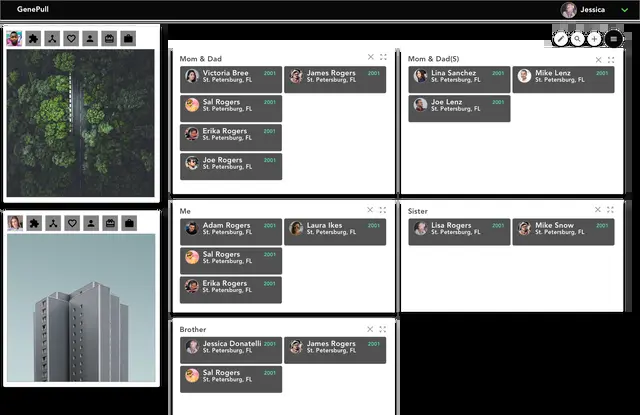 GenePull
Jessica
Mom & Dad
Victoria Bree 2001
St. Petersburg, FL
James Rogers 2001
St. Petersburg, FL
Sal Rogers 2001
St. Petersburg, FL
Erika Rogers 2001
St. Petersburg, FL
Joe Rogers 2001
St. Petersburg, FL
Mom & Dad(S)
Lina Sanchez 2001
St. Petersburg, FL
Mike Lenz 2001
St. Petersburg, FL
Joe Lenz 2001
St. Petersburg, FL
Me
Adam Rogers 2001
St. Petersburg, FL
Laura Ikes 2001
St. Petersburg, FL
Sal Rogers 2001
St. Petersburg, FL
Erika Rogers 2001
St. Petersburg, FL
Sister
Lisa Rogers 2001
St. Petersburg, FL
Mike Snow 2001
St. Petersburg, FL
Brother
Jessica Donatelli 2001
St. Petersburg, FL
James Rogers 2001
St. Petersburg, FL
Sal Rogers 2001
St. Petersburg, FL